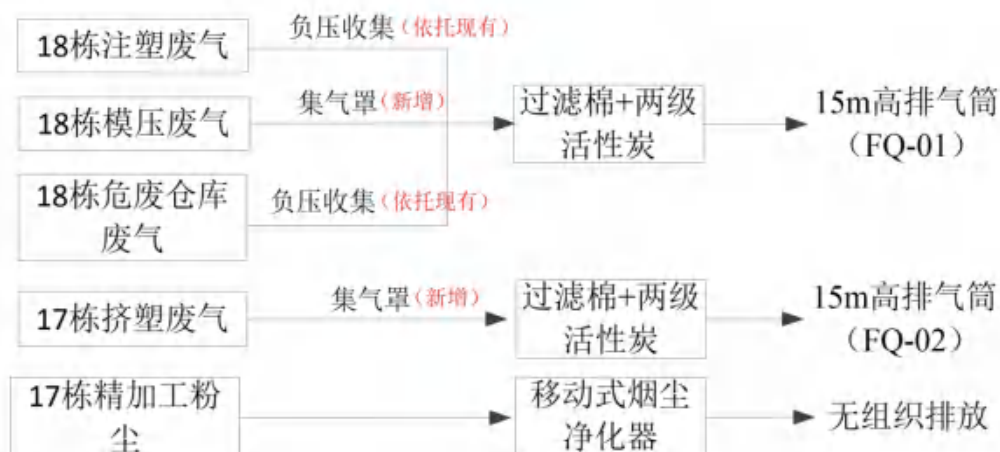 18栋注塑废气
负压收集（依托现有）
18栋模压废气
集气罩（新增）
过滤棉+两级
活性炭
15m高排气筒
（FQ-01）
18栋危废仓库
废气
负压收集（依托现有）
17栋挤塑废气
集气罩（新增）
过滤棉+两级
活性炭
15m高排气筒
（FQ-02）
17栋精加工粉
尘
移动式烟尘
净化器
无组织排放